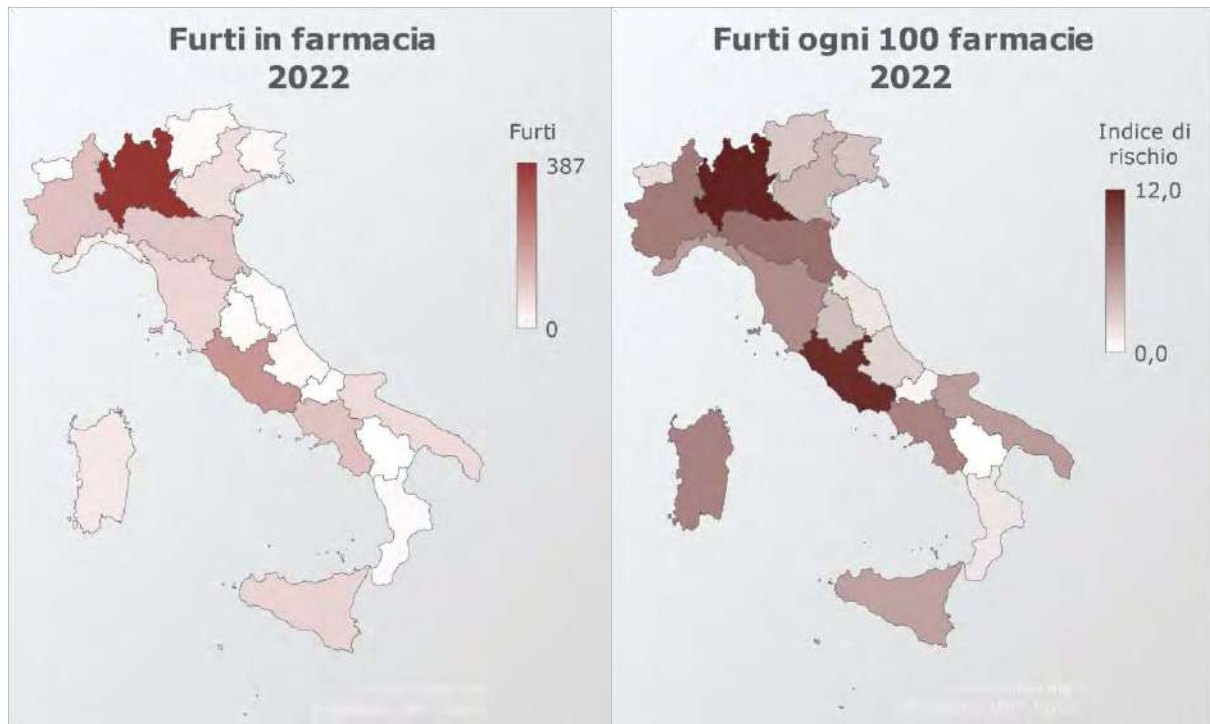 Furti in farmacia
2022
Furti
387
0
Furti ogni 100 farmacie
2022
Indice di
rischio
12,0
0,0